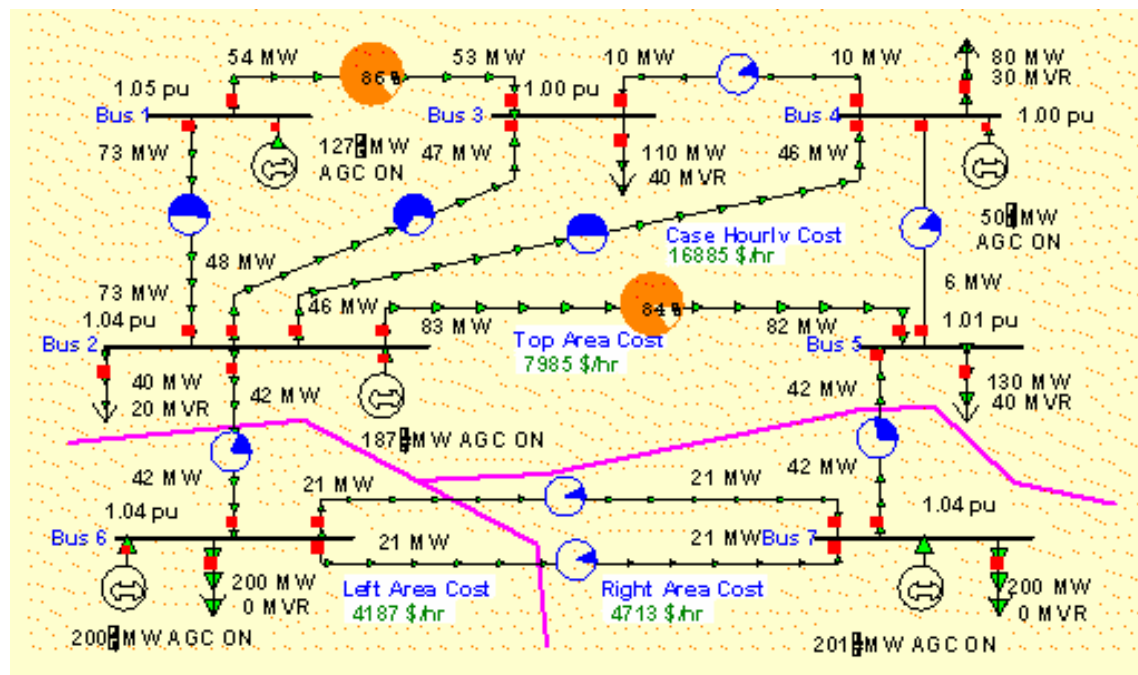 54 MW
53 MW
10 MW
10 MW
80 MW
30 MVR
86%
1.05 pu
1.00 pu
Bus 1
Bus 3
Bus 4
1.00 pu
73 MW
127 MW
AGC ON
47 MW
110 MW
40 MVR
46 MW
50 MW
AGC ON
Case Hourly Cost
16885 $/hr
48 MW
73 MW
46 MW
6 MW
84%
1.04 pu
83 MW
82 MW
1.01 pu
Bus 2
Top Area Cost
7985 $/hr
Bus 5
40 MW
20 MVR
42 MW
42 MW
130 MW
40 MVR
187 MW AGC ON
42 MW
21 MW
21 MW
42 MW
1.04 pu
1.04 pu
Bus 6
21 MW
21 MW
Bus 7
200 MW
0 MVR
Left Area Cost
4187 $/hr
Right Area Cost
4713 $/hr
200 MW
0 MVR
200 MW AGC ON
201 MW AGC ON